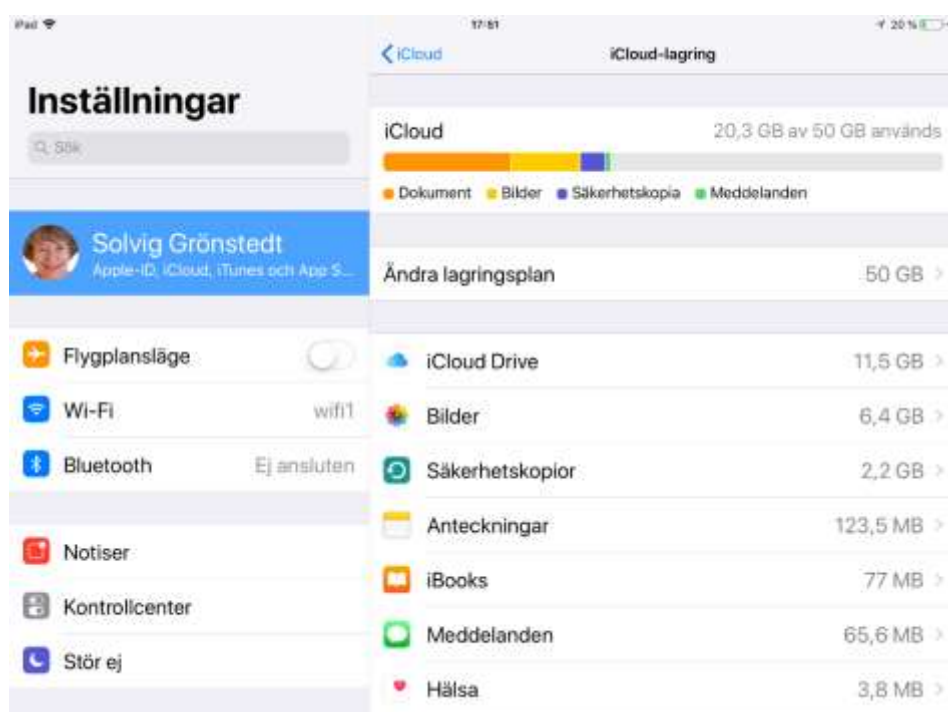 iPad
17:51
20 %
Inställningar
Sök
Solvig Grönstedt
Apple-ID, iCloud, iTunes och App S...
Flygplansläge
Wi-Fi wifi1
Bluetooth Ej ansluten
Notiser
Kontrollcenter
Stör ej
iCloud
iCloud-lagring
iCloud 20,3 GB av 50 GB används
Dokument Bilder Säkerhetskopia Meddelanden
Ändra lagringsplan 50 GB
iCloud Drive 11,5 GB
Bilder 6,4 GB
Säkerhetskopior 2,2 GB
Anteckningar 123,5 MB
iBooks 77 MB
Meddelanden 65,6 MB
Hälsa 3,8 MB